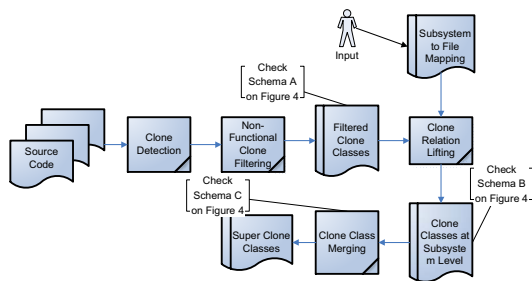 Input
Subsystem
to File
Mapping
Check
Schema A
on Figure 4
Source
Code
Clone
Detection
Non-
Functional
Clone
Filtering
Filtered
Clone
Classes
Clone
Relation
Lifting
Check
Schema B
on Figure 4
Check
Schema C
on Figure 4
Super Clone
Classes
Clone Class
Merging
Clone
Classes at
Subsyste
m Level